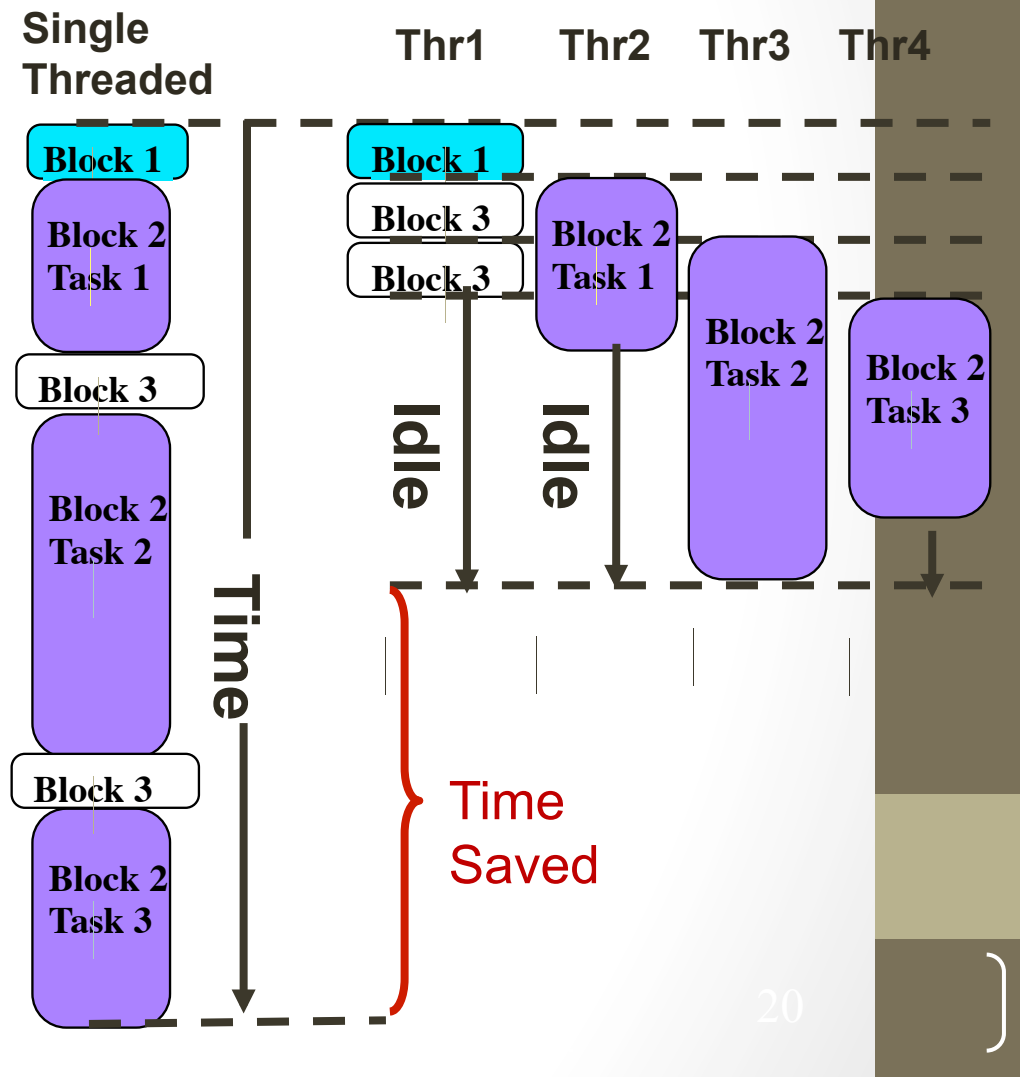 Single
Threaded
Thr1
Thr2
Thr3
Thr4
Block 1
Block 2
Task 1
Block 3
Block 2
Task 2
Block 3
Block 2
Task 3
Time
Block 1
Block 3
Block 3
Idle
Block 2
Task 1
Idle
Block 2
Task 2
Block 2
Task 3
Time
Saved
20